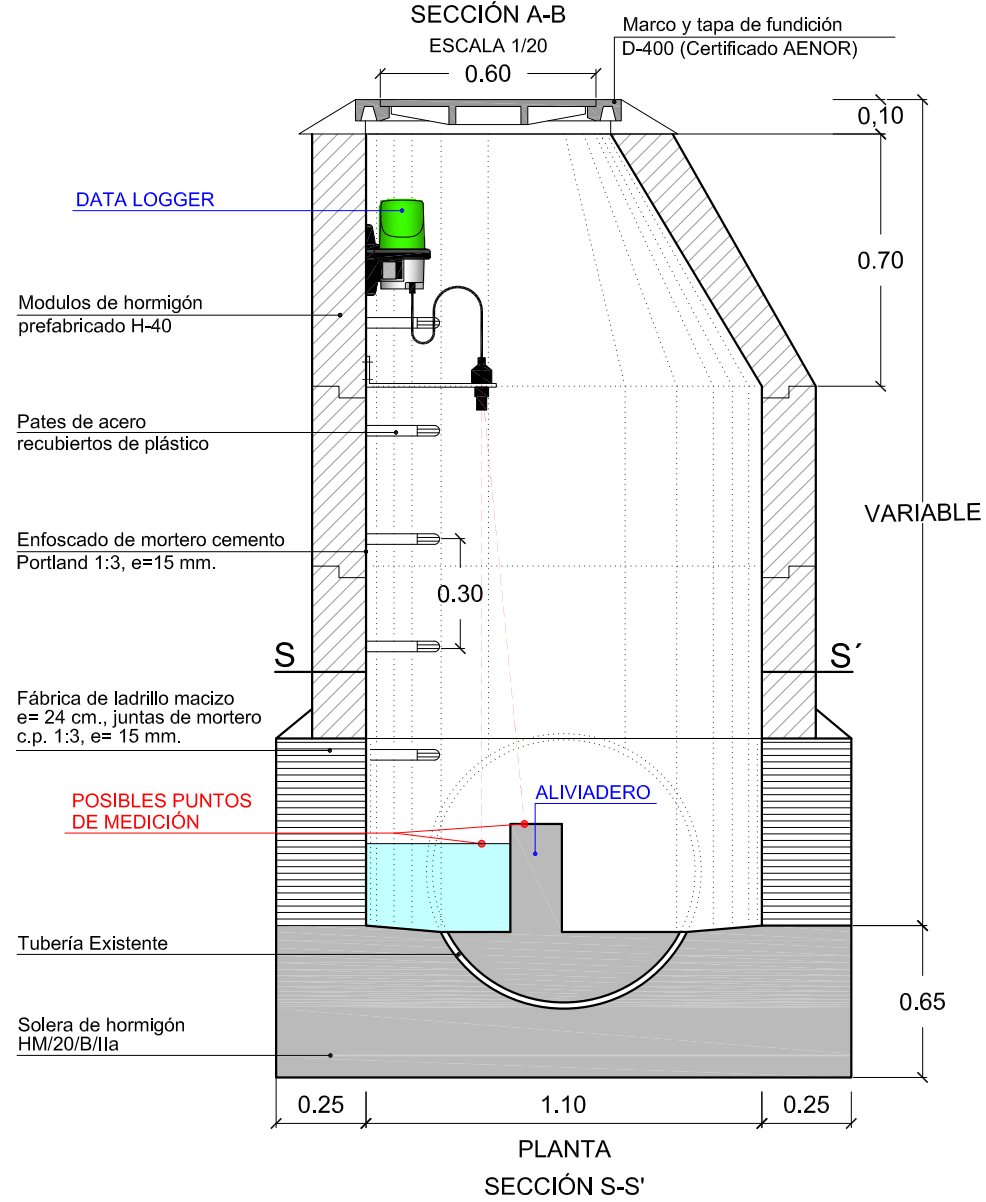 SECCIÓN A-B
ESCALA 1/20
0.60
Marco y tapa de fundición
D-400 (Certificado AENOR)
0,10
DATA LOGGER
0.70
Modulos de hormigón
prefabricado H-40
Pates de acero
recubiertos de plástico
VARIABLE
Enfoscado de mortero cemento
Portland 1:3, e=15 mm.
0.30
S
S´
Fábrica de ladrillo macizo
e= 24 cm., juntas de mortero
c.p. 1:3, e= 15 mm.
POSIBLES PUNTOS
DE MEDICIÓN
ALIVIADERO
Tubería Existente
0.65
Solera de hormigón
HM/20/B/IIa
0.25
1.10
0.25
PLANTA
SECCIÓN S-S'